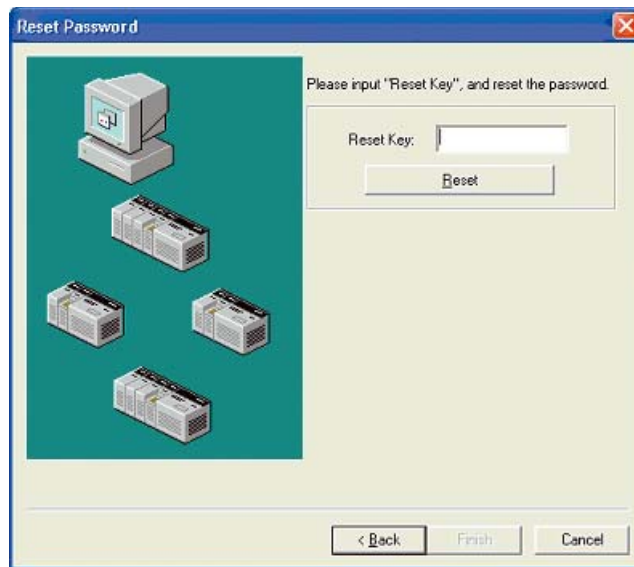 Reset Password
Please input "Reset Key", and reset the password.
Reset Key:
Reset
< Back
Finish
Cancel